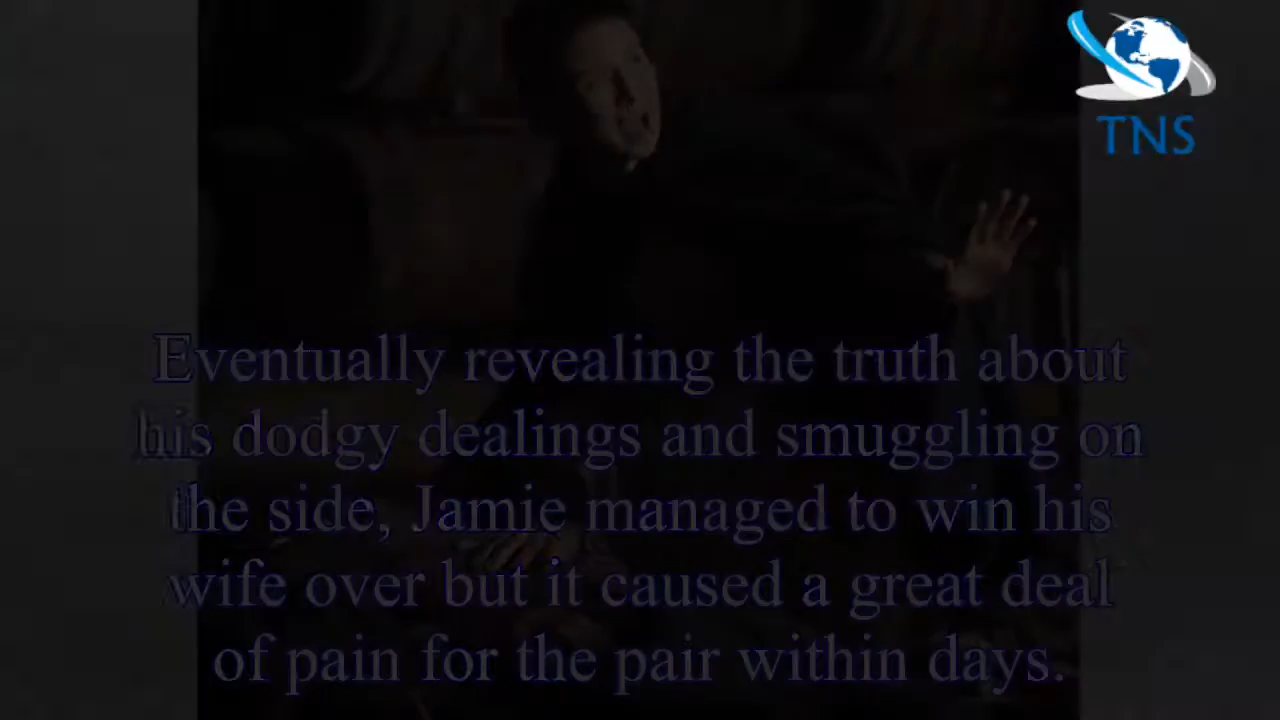 TNS
Eventually revealing the truth about
his dodgy dealings and smuggling on
the side, Jamie managed to win his
wife over but it caused a great deal
of pain for the pair within days.